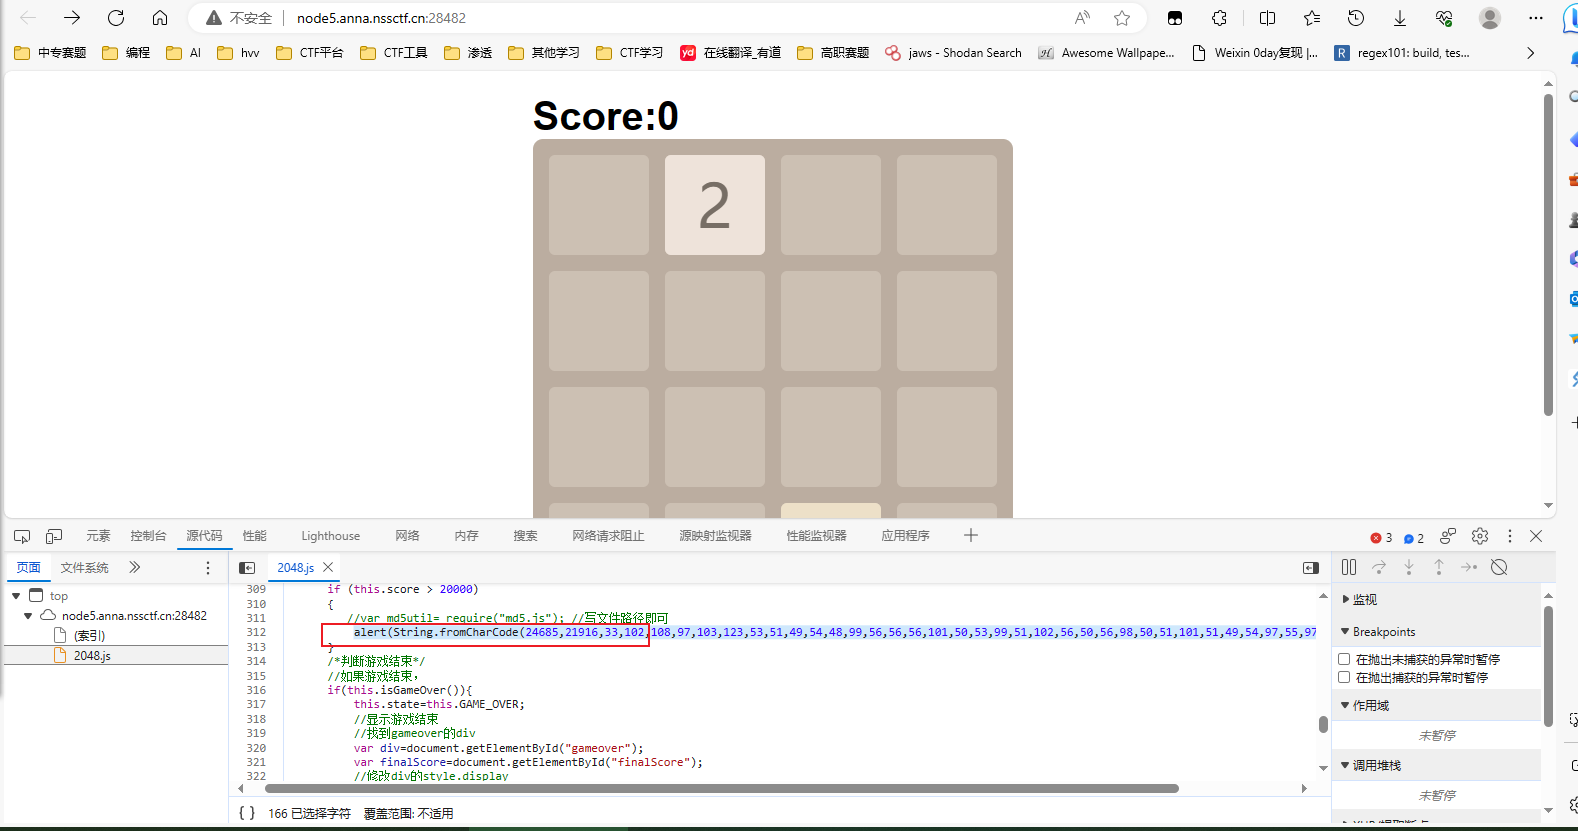 不安全 node5.anna.nssctf.cn:28482
中专赛题 编程 AI hvv CTF平台 CTF工具 渗透 其他学习 CTF学习 yd 在线翻译_有道 高职赛题 jaws - Shodan Search Awesome Wallpape... Weixin 0day复现 |... R regex101: build, tes...
Score:0
2
元素 控制台 源代码 性能 Lighthouse 网络 内存 搜索 网络请求阻止 源映射监视器 性能监视器 应用程序 3 2
页面 文件系统 2048.js
top
node5.anna.nssctf.cn:28482
(索引)
2048.js
309 if (this.score > 20000)
310 {
311 //var md5util= require("md5.js"); //写文件路径即可
312 alert(String.fromCharCode(24685,21916,33,102,108,97,103,123,53,51,49,54,48,99,56,56,56,101,50,53,99,51,102,56,50,56,98,50,51,101,51,49,54,97,55,97
313 }
314 /*判断游戏结束*/
315 //如果游戏结束，
316 if(this.isGameOver()){
317 this.state=this.GAME_OVER;
318 //显示游戏结束
319 //找到gameover的div
320 var div=document.getElementById("gameover");
321 var finalScore=document.getElementById("finalScore");
322 //修改div的style.display
{ } 166 已选择字符 覆盖范围: 不适用
监视
Breakpoints
在抛出未捕获的异常时暂停
在抛出捕获的异常时暂停
作用域
未暂停
调用堆栈
未暂停